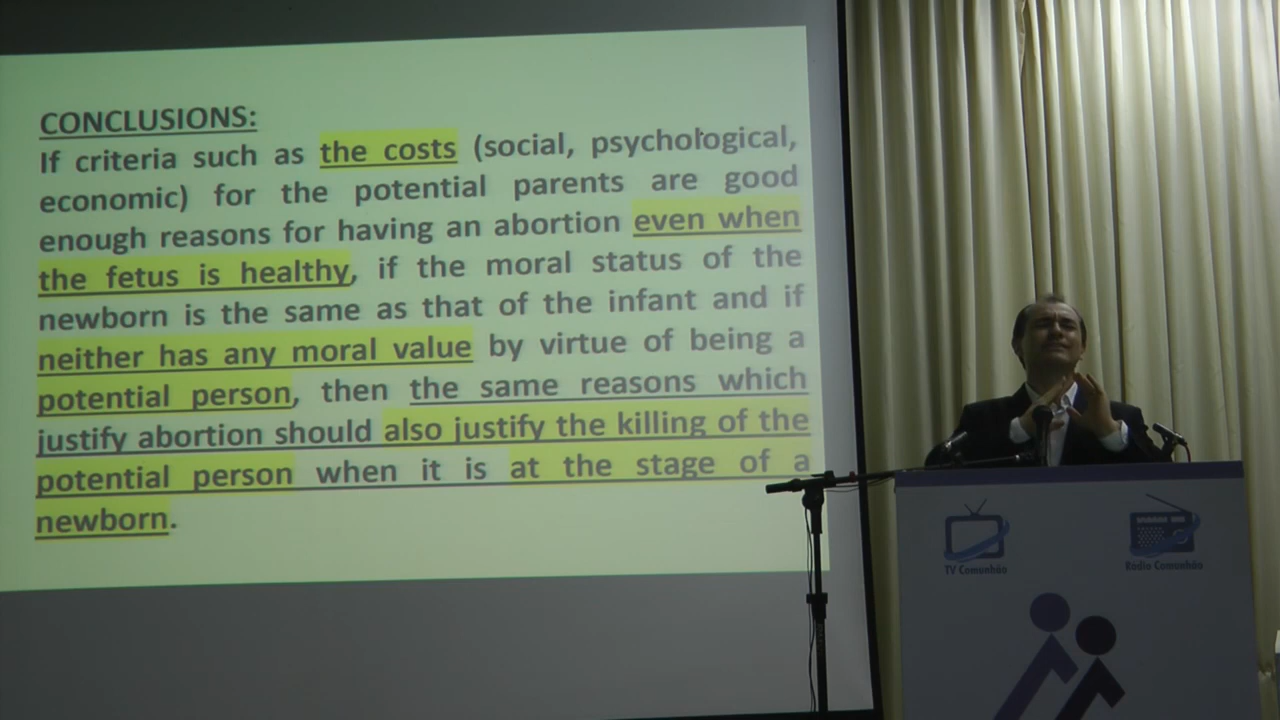 CONCLUSIONS:
If criteria such as the costs (social, psychological,
economic) for the potential parents are good
enough reasons for having an abortion even when
the fetus is healthy, if the moral status of the
newborn is the same as that of the infant and if
neither has any moral value by virtue of being a
potential person, then the same reasons which
justify abortion should also justify the killing of the
potential person when it is at the stage of a
newborn.
TV Comunhão
Rádio Comunhão